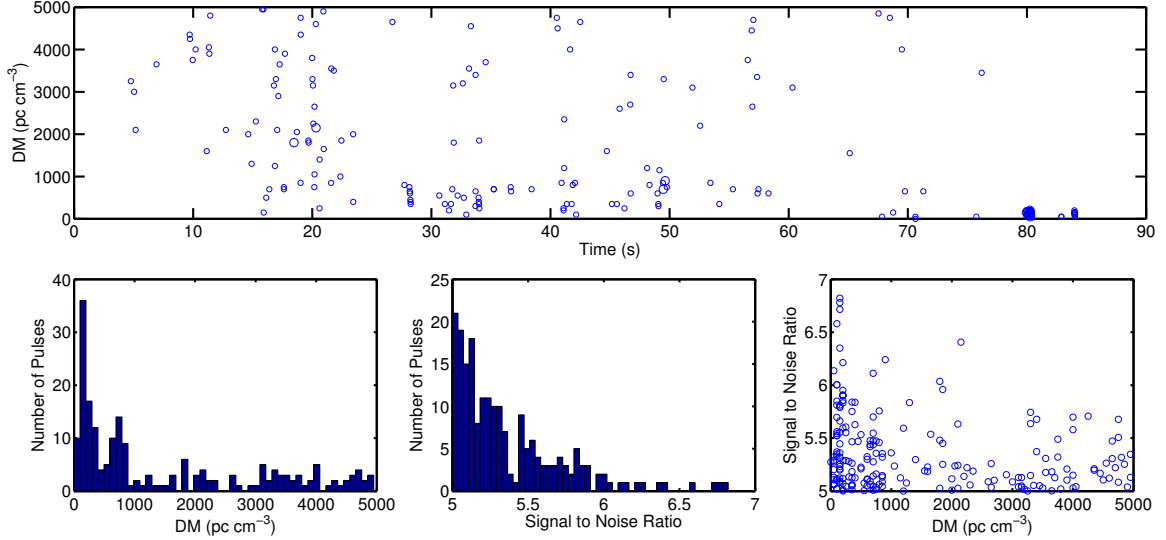 5000
4000
3000
2000
1000
0
DM (pc cm⁻³)
0 10 20 30 40 50 60 70 80 90
Time (s)
40
30
20
10
0
Number of Pulses
0 1000 2000 3000 4000 5000
DM (pc cm⁻³)
25
20
15
10
5
0
Number of Pulses
5 5.5 6 6.5 7
Signal to Noise Ratio
7
6.5
6
5.5
5
Signal to Noise Ratio
0 1000 2000 3000 4000 5000
DM (pc cm⁻³)